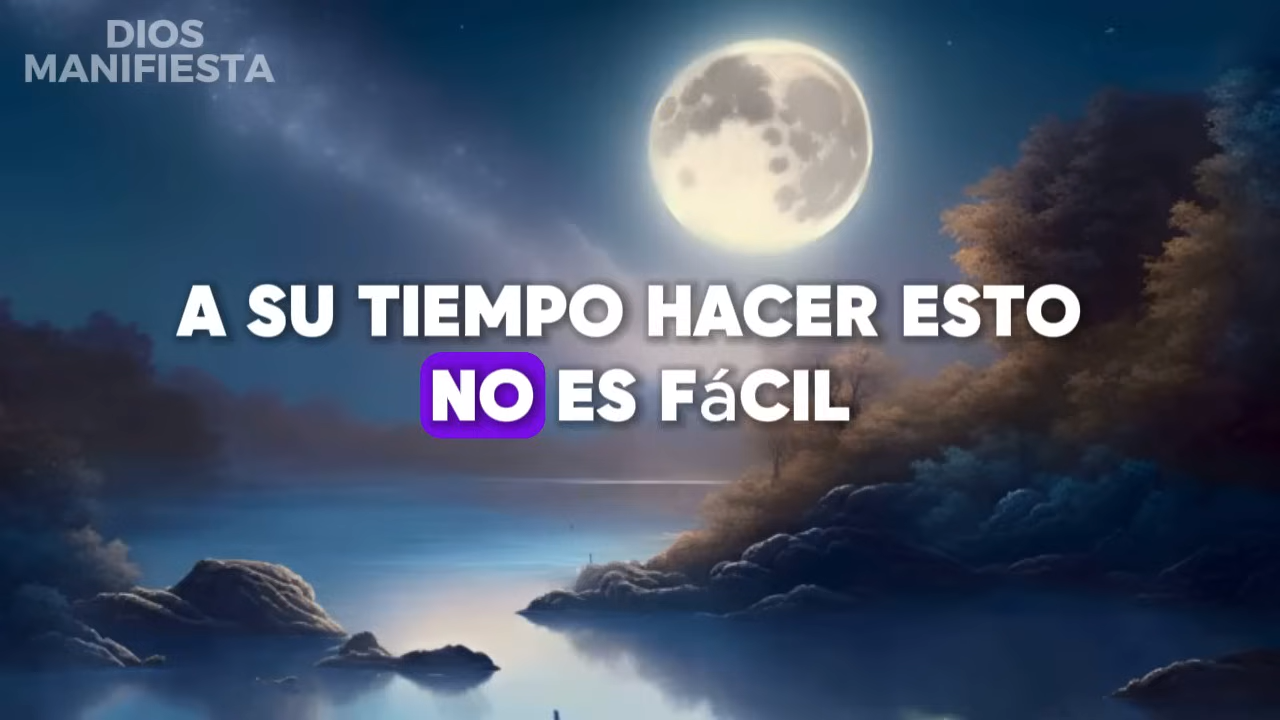 DIOS
MANIFIESTA
A SU TIEMPO HACER ESTO
NO ES FáCIL